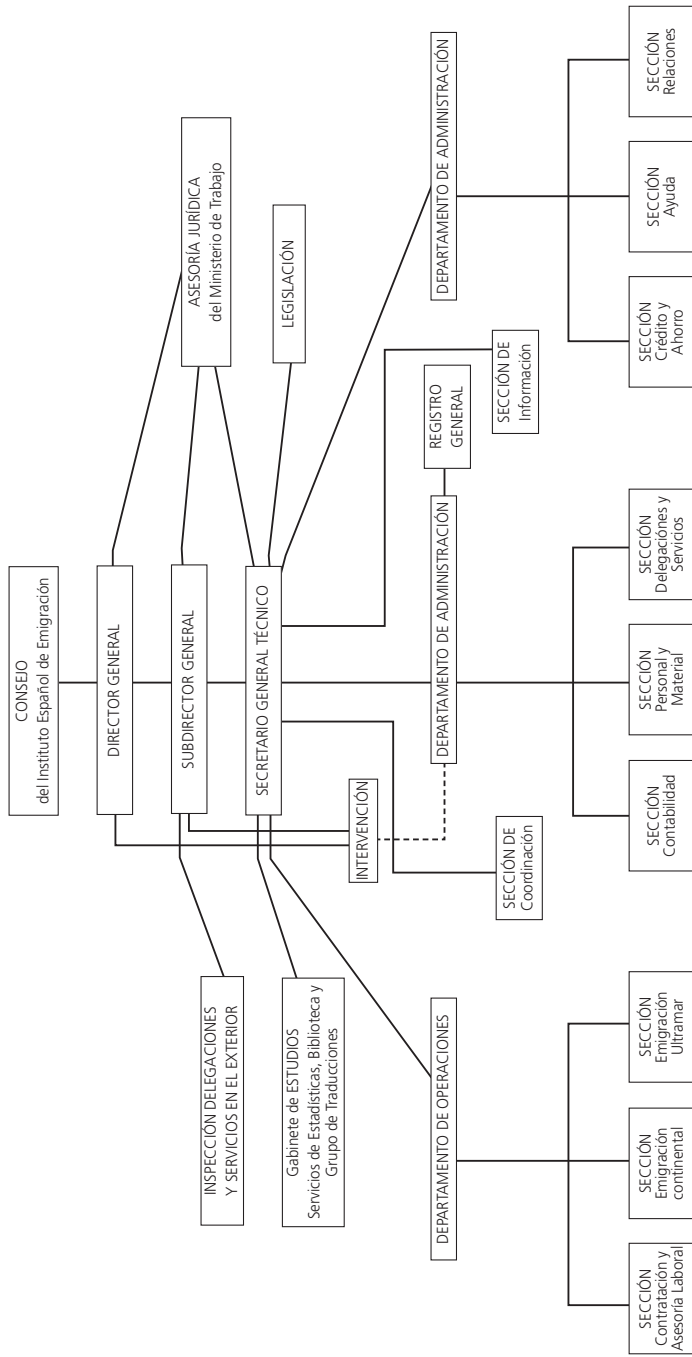 CONSEJO
del Instituto Español de Emigración
DIRECTOR GENERAL
ASESORÍA JURÍDICA
del Ministerio de Trabajo
SUBDIRECTOR GENERAL
INSPECCIÓN DELEGACIONES
Y SERVICIOS EN EL EXTERIOR
SECRETARIO GENERAL TÉCNICO
LEGISLACIÓN
Gabinete de ESTUDIOS
Servicios de Estadísticas, Biblioteca y
Grupo de Traducciones
INTERVENCIÓN
DEPARTAMENTO DE OPERACIONES
DEPARTAMENTO DE ADMINISTRACIÓN
REGISTRO
GENERAL
DEPARTAMENTO DE ADMINISTRACIÓN
SECCIÓN DE
Coordinación
SECCIÓN DE
Información
SECCIÓN
Contratación y
Asesoría Laboral
SECCIÓN
Emigración
continental
SECCIÓN
Emigración
Ultramar
SECCIÓN
Contabilidad
SECCIÓN
Personal y
Material
SECCIÓN
Delegaciónes y
Servicios
SECCIÓN
Crédito y
Ahorro
SECCIÓN
Ayuda
SECCIÓN
Relaciones